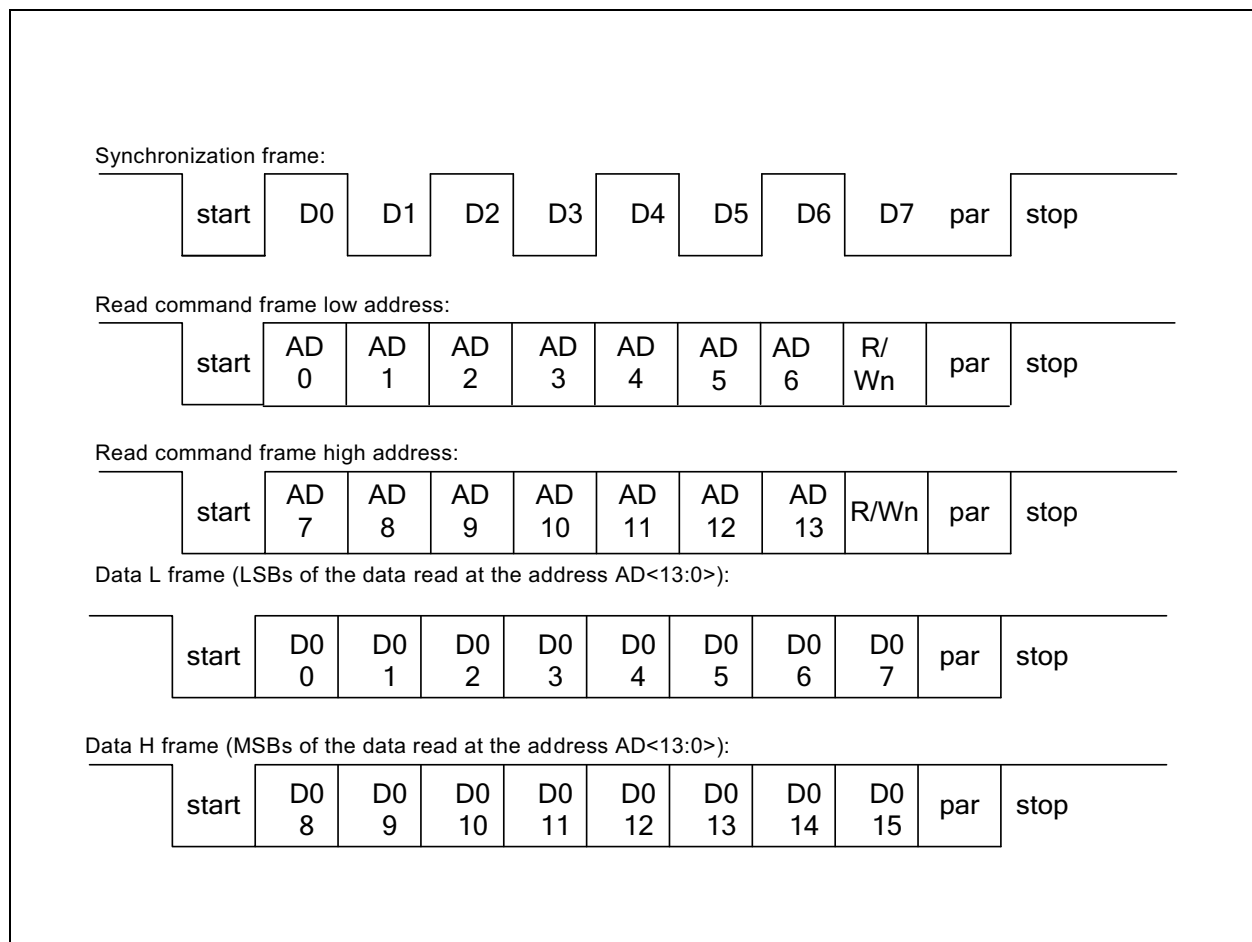 Synchronization frame:
start D0 D1 D2 D3 D4 D5 D6 D7 par stop
Read command frame low address:
start AD 0 AD 1 AD 2 AD 3 AD 4 AD 5 AD 6 R/ Wn par stop
Read command frame high address:
start AD 7 AD 8 AD 9 AD 10 AD 11 AD 12 AD 13 R/Wn par stop
Data L frame (LSBs of the data read at the address AD<13:0>):
start D0 0 D0 1 D0 2 D0 3 D0 4 D0 5 D0 6 D0 7 par stop
Data H frame (MSBs of the data read at the address AD<13:0>):
start D0 8 D0 9 D0 10 D0 11 D0 12 D0 13 D0 14 D0 15 par stop